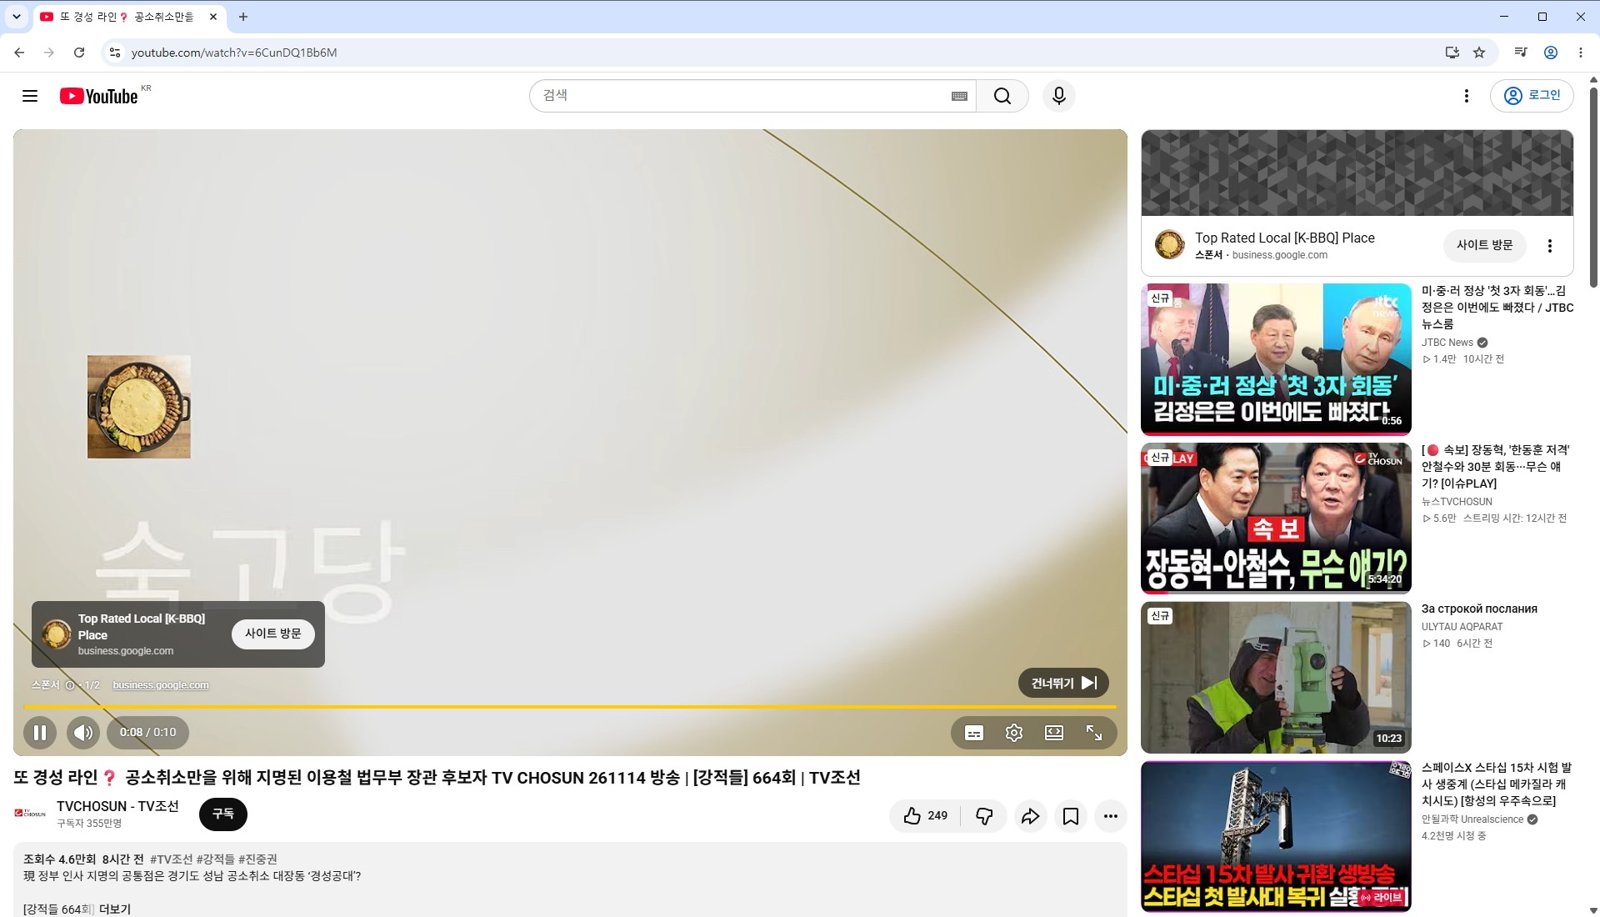 또 경성 라인❓ 공소취소만을
youtube.com/watch?v=6CunDQ1Bb6M
YouTube KR
검색
로그인
숙고당
Top Rated Local [K-BBQ]
Place
business.google.com
사이트 방문
스폰서 · 1/2 business.google.com
건너뛰기
0:08 / 0:10
또 경성 라인❓ 공소취소만을 위해 지명된 이용철 법무부 장관 후보자 TV CHOSUN 261114 방송 | [강적들] 664회 | TV조선
TV CHOSUN
TVCHOSUN - TV조선
구독자 355만명
구독
249
조회수 4.6만회 8시간 전 #TV조선 #강적들 #진중권
現 정부 인사 지명의 공통점은 경기도 성남 공소취소 대장동 ‘경성공대’?
[강적들 664회] 더보기
Top Rated Local [K-BBQ] Place
스폰서 · business.google.com
사이트 방문
신규
jtbc
news
미·중·러 정상 '첫 3자 회동'
김정은은 이번에도 빠졌다
0:56
미·중·러 정상 '첫 3자 회동'…김
정은은 이번에도 빠졌다 / JTBC
뉴스룸
JTBC News
1.4만 10시간 전
신규
PLAY
TV CHOSUN
속보
장동혁-안철수, 무슨 얘기?
5:34:20
[🔴 속보] 장동혁, '한동훈 저격'
안철수와 30분 회동…무슨 얘
기? [이슈PLAY]
뉴스TVCHOSUN
5.6만 스트리밍 시간: 12시간 전
신규
10:23
За строкой послания
ULYTAU AQPARAT
140 6시간 전
스타십 15차 발사 귀환 생방송
스타십 첫 발사대 복귀
라이브
스페이스X 스타십 15차 시험 발
사 생중계 (스타십 메카질라 캐
치시도) [항성의 우주속으로]
안될과학 Unrealscience
4.2천명 시청 중